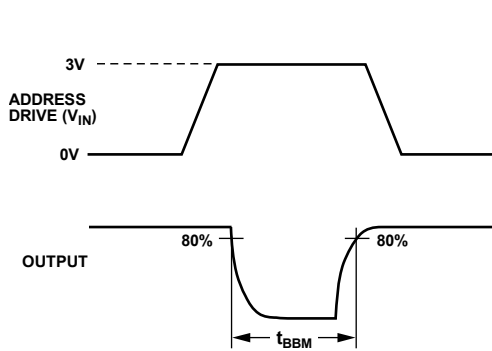 3V
ADDRESS
DRIVE (VIN)
0V
80%
80%
OUTPUT
tBBM